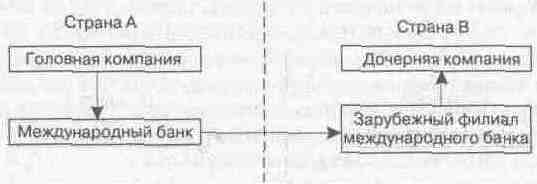 Страна А
Страна В
Головная компания
Дочерняя компания
Международный банк
Зарубежный филиал
международного банка